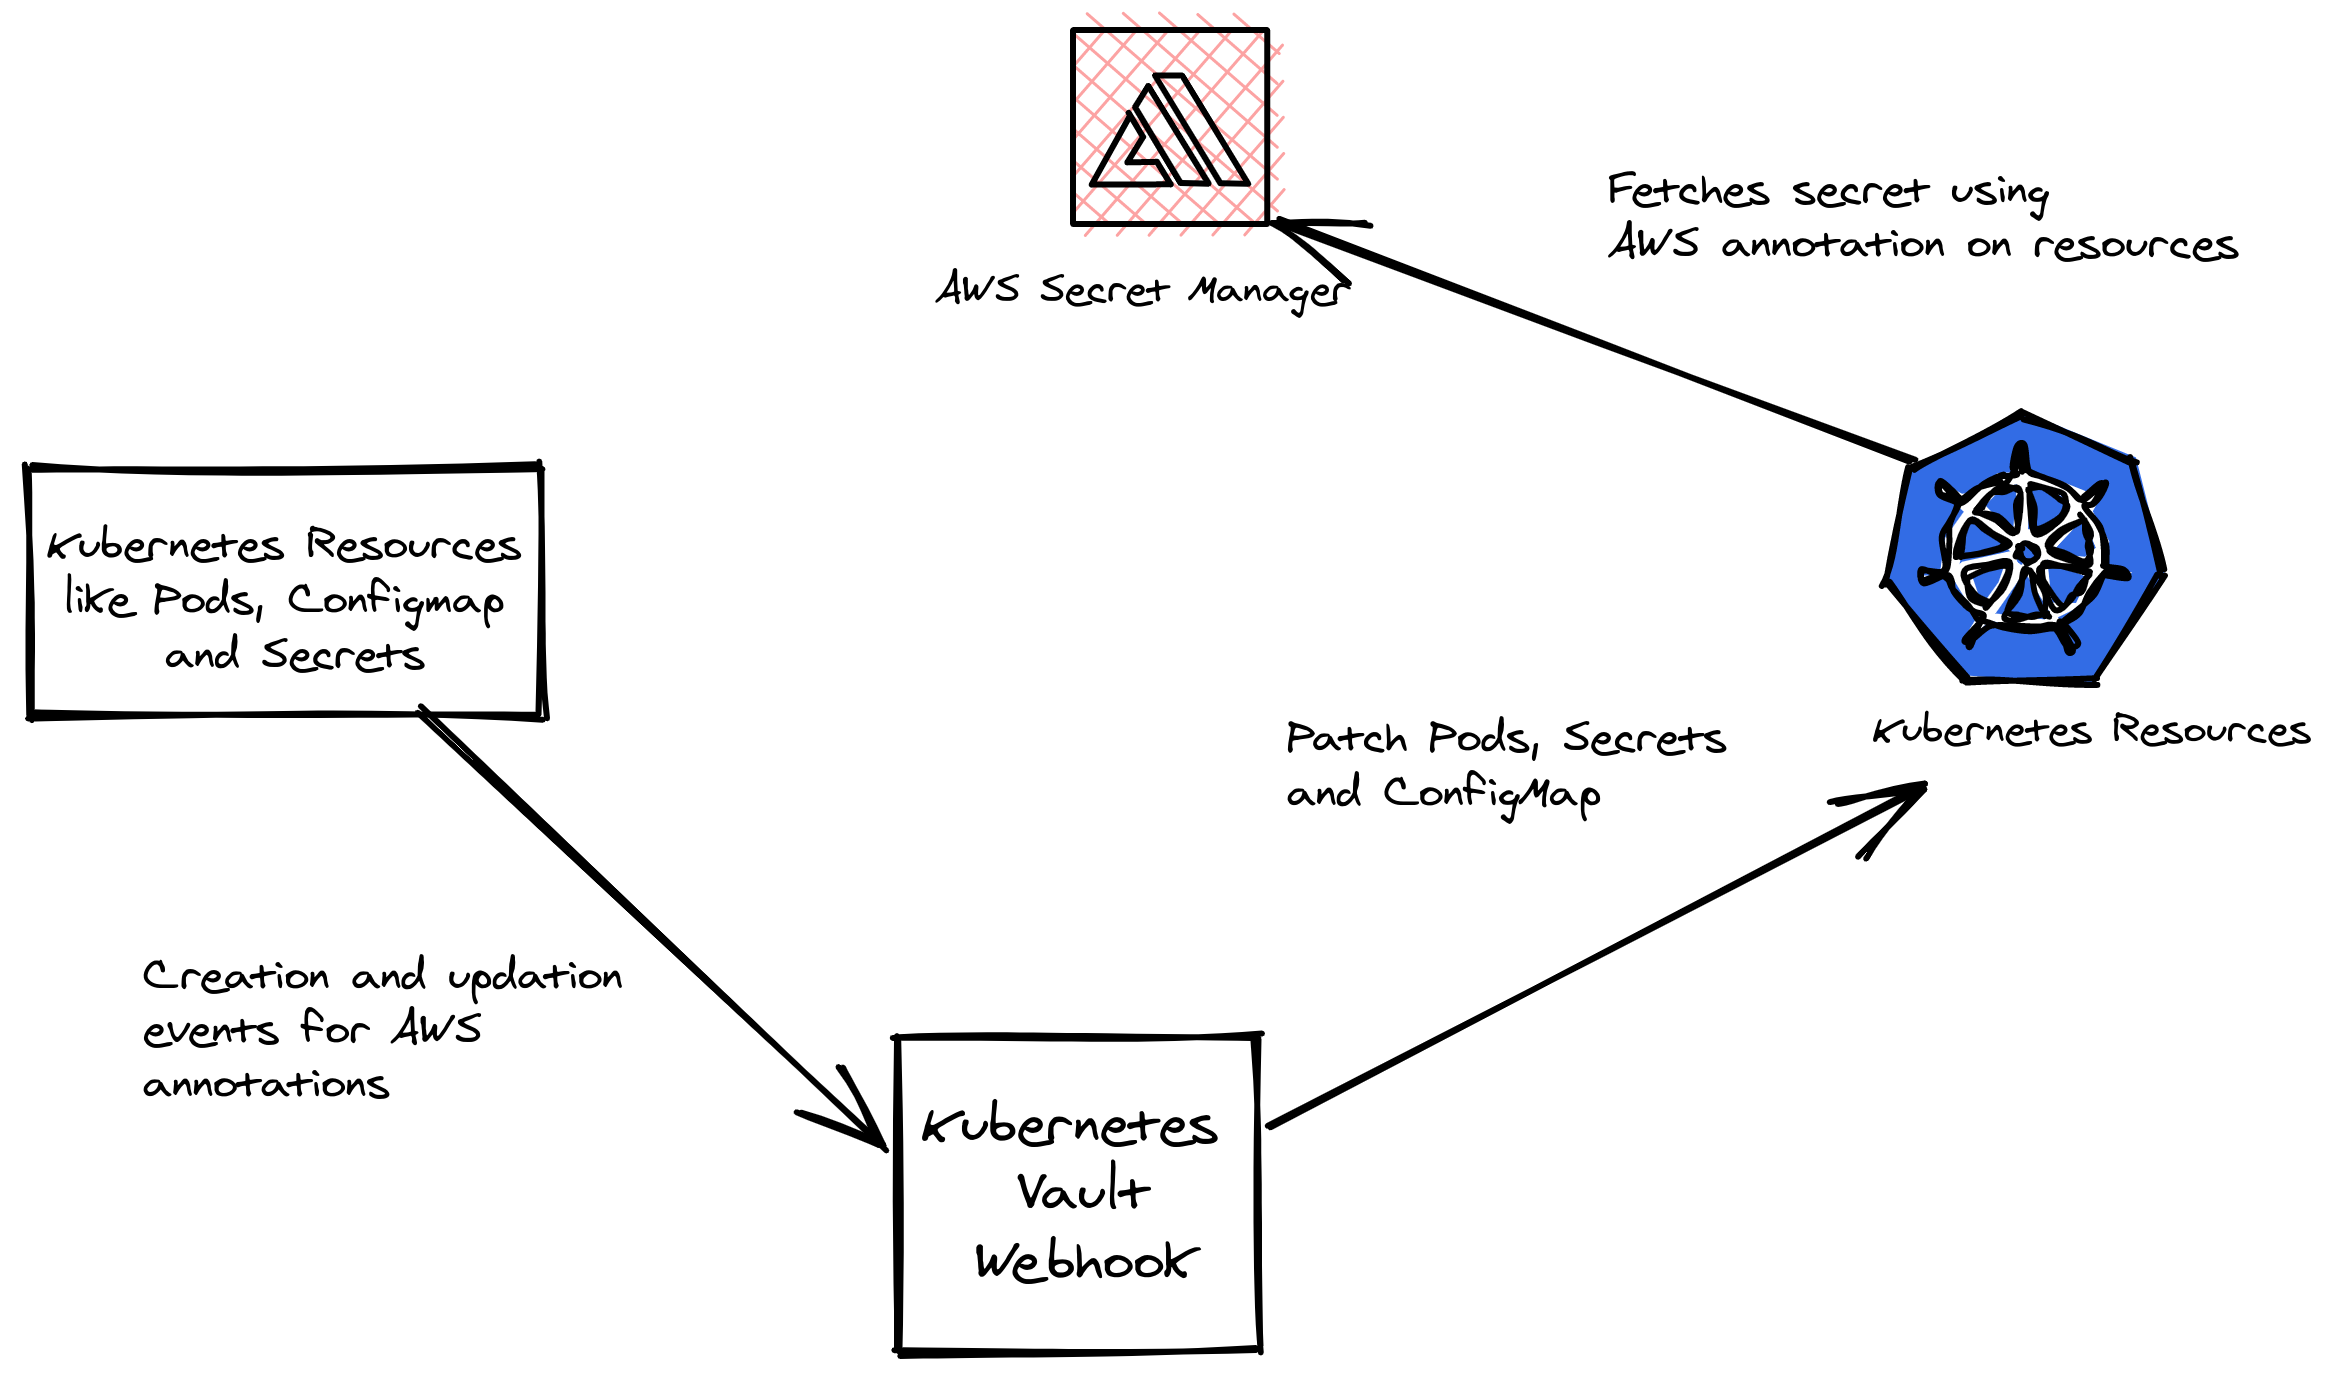 AWS Secret Manager
Fetches secret using
AWS annotation on resources
Kubernetes Resources
like Pods, Configmap
and Secrets
Kubernetes Resources
Patch Pods, Secrets
and ConfigMap
Creation and updation
events for AWS
annotations
Kubernetes
Vault
Webhook